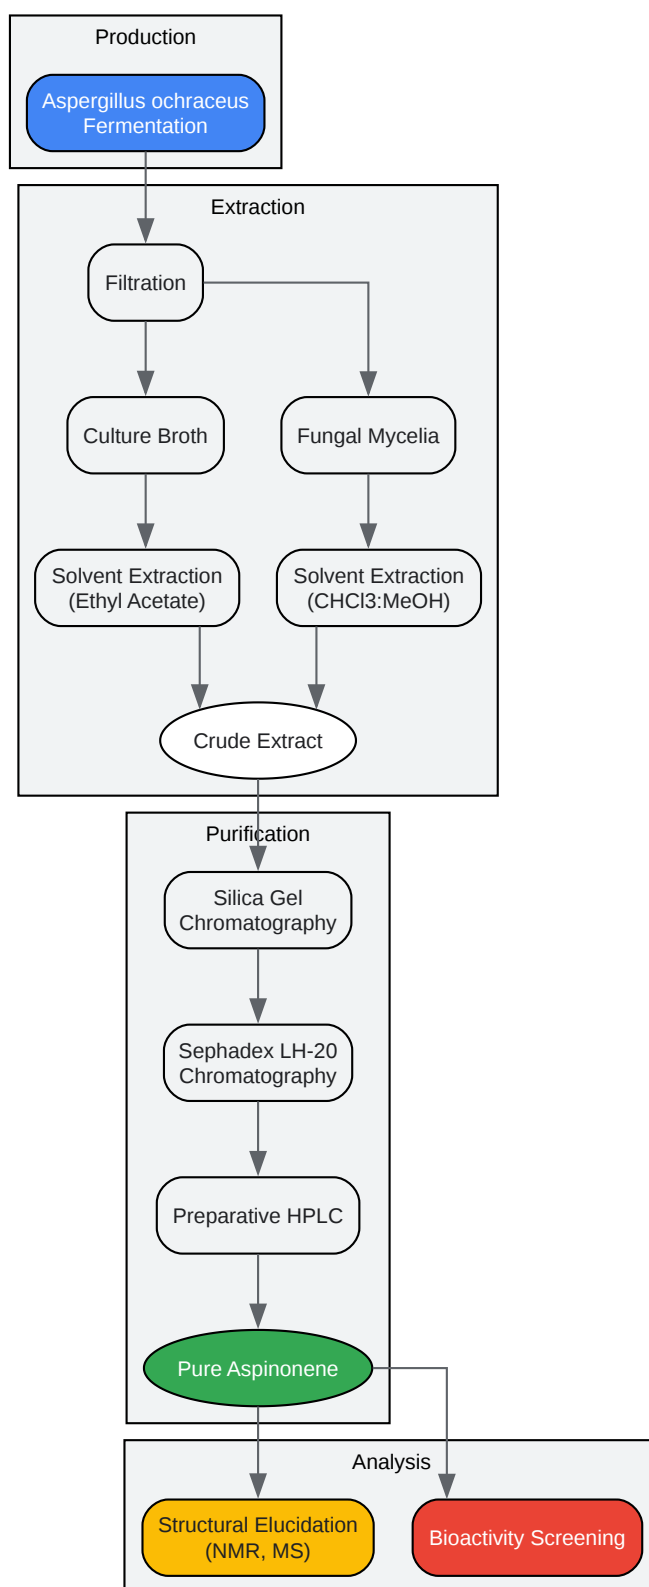 Production
Aspergillus ochraceus
Fermentation
Extraction
Filtration
Culture Broth
Fungal Mycelia
Solvent Extraction
(Ethyl Acetate)
Solvent Extraction
(CHCl3:MeOH)
Crude Extract
Purification
Silica Gel
Chromatography
Sephadex LH-20
Chromatography
Preparative HPLC
Pure Aspinonene
Analysis
Structural Elucidation
(NMR, MS)
Bioactivity Screening